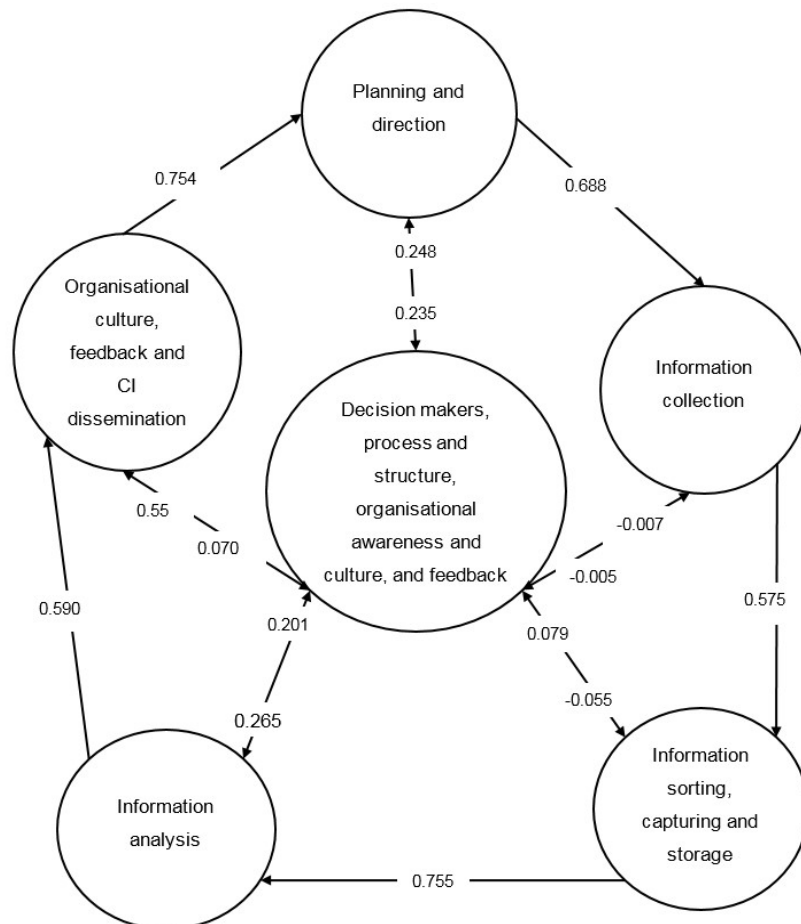 Planning and
direction
0.754
0.688
0.248
0.235
Organisational
culture,
feedback and
CI
dissemination
Information
collection
Decision makers,
process and
structure,
organisational
awareness and
culture, and feedback
0.55
0.070
-0.007
-0.005
0.590
0.201
0.079
0.575
0.265
-0.055
Information
analysis
Information
sorting,
capturing and
storage
0.755